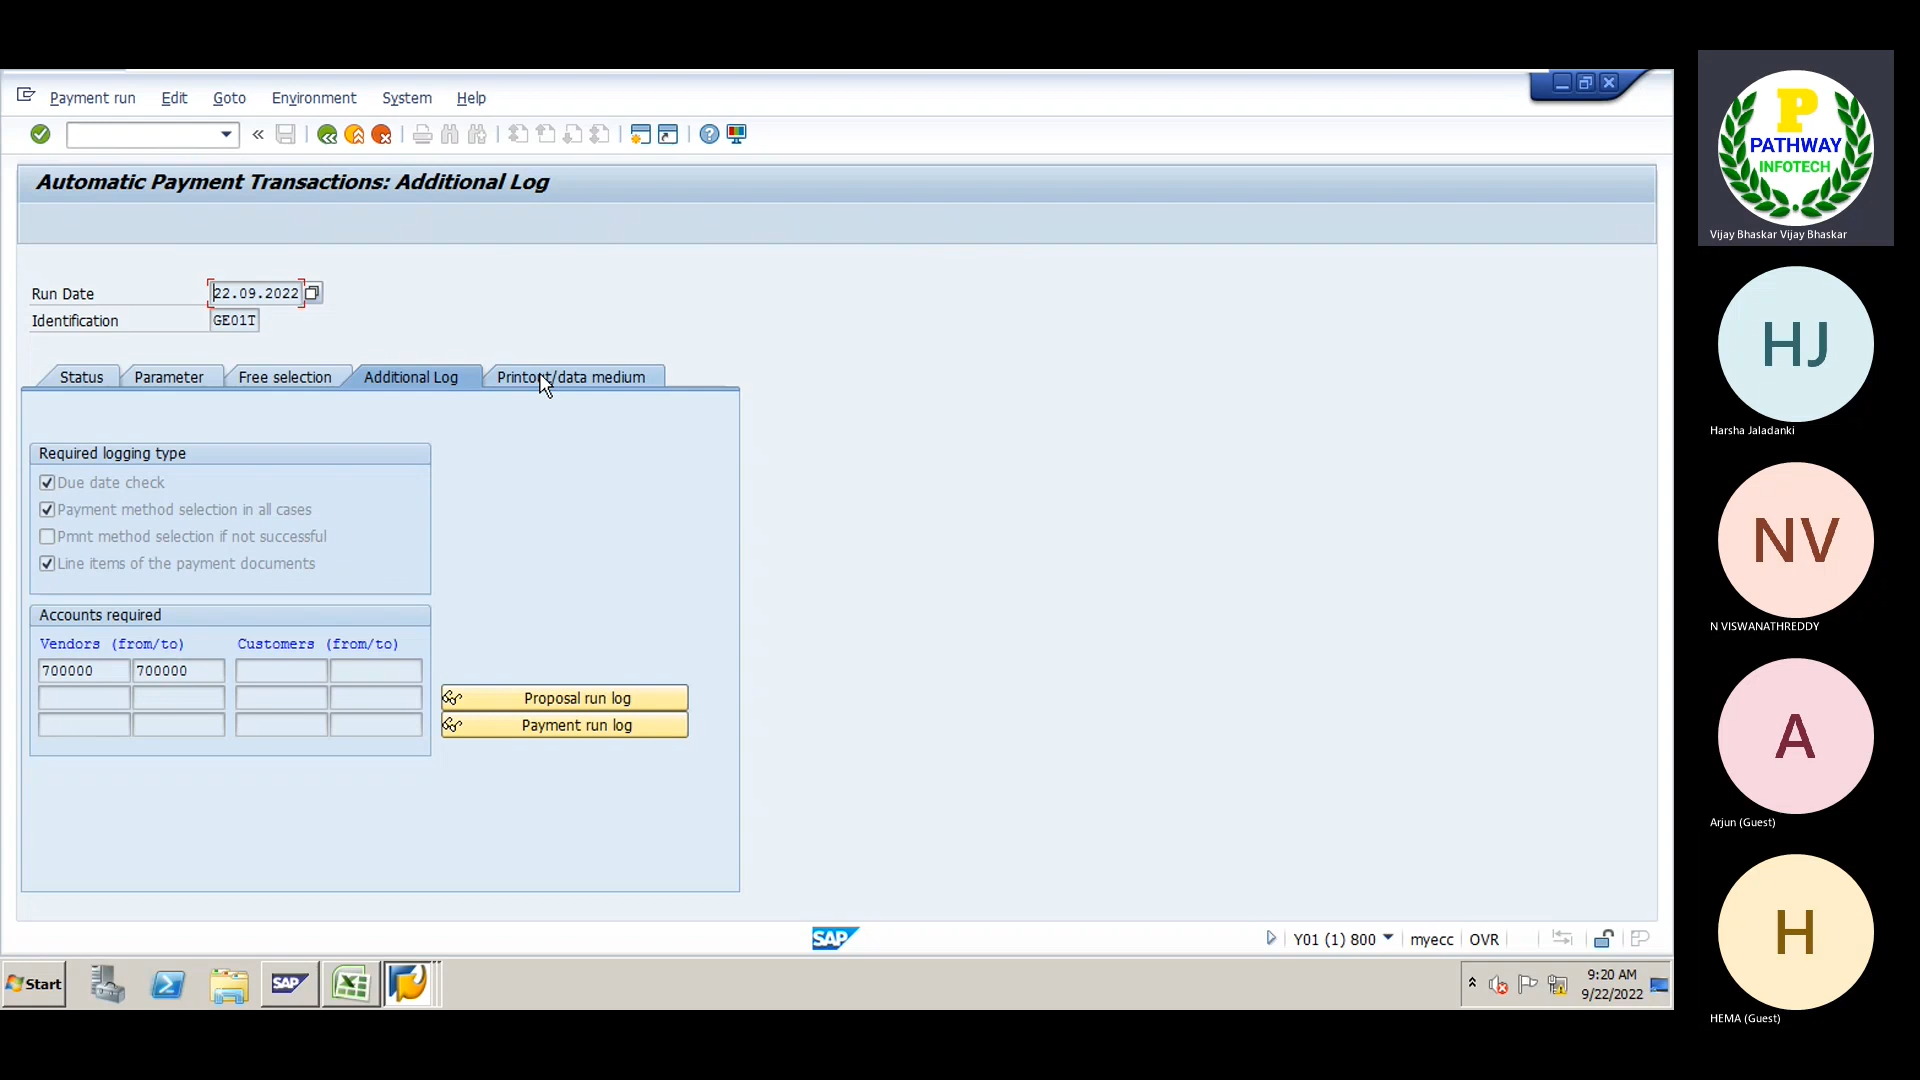 Payment run Edit Goto Environment System Help
Automatic Payment Transactions: Additional Log
Run Date 22.09.2022
Identification GE01T
Status Parameter Free selection Additional Log Printout/data medium
Required logging type
Due date check
Payment method selection in all cases
Pmnt method selection if not successful
Line items of the payment documents
Accounts required
Vendors (from/to) Customers (from/to)
700000 700000
Proposal run log
Payment run log
SAP
Y01 (1) 800 myecc OVR
Start
SAP
9:20 AM
9/22/2022
P
PATHWAY
INFOTECH
Vijay Bhaskar Vijay Bhaskar
HJ
Harsha Jaladanki
NV
N VISWANATHREDDY
A
Arjun (Guest)
H
HEMA (Guest)